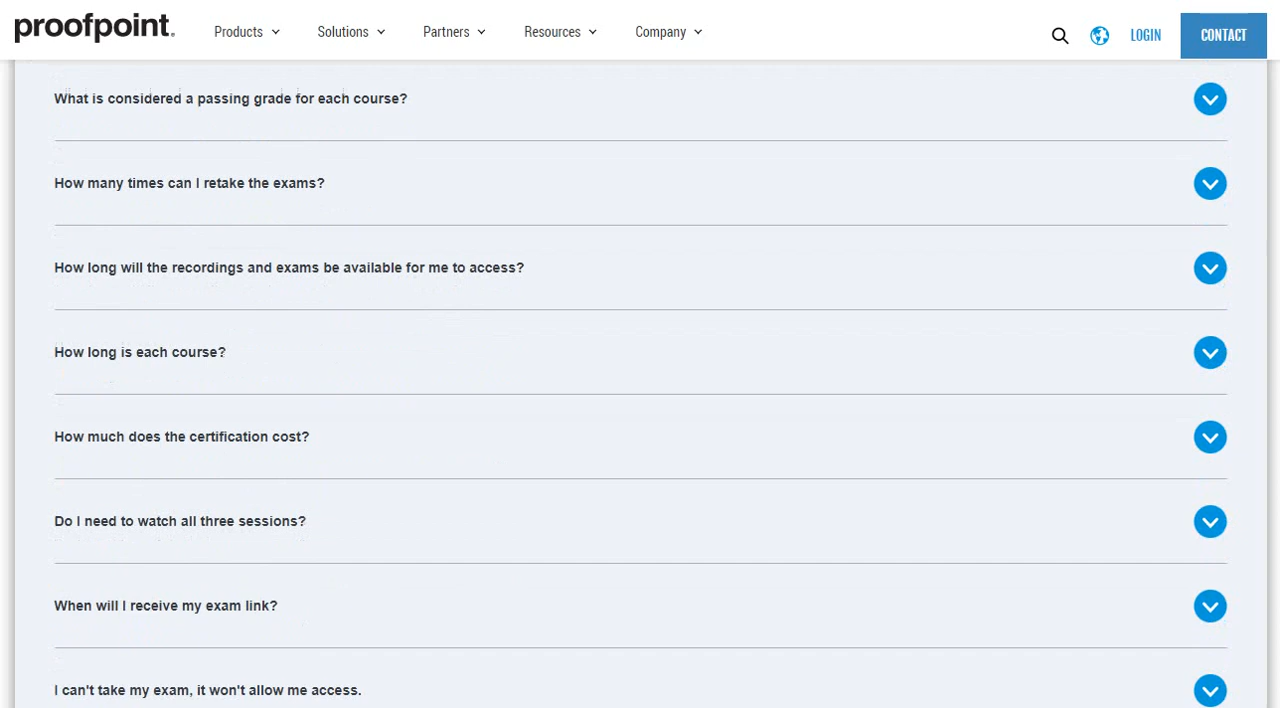 proofpoint.
Products
Solutions
Partners
Resources
Company
LOGIN
CONTACT
What is considered a passing grade for each course?
How many times can I retake the exams?
How long will the recordings and exams be available for me to access?
How long is each course?
How much does the certification cost?
Do I need to watch all three sessions?
When will I receive my exam link?
I can't take my exam, it won't allow me access.